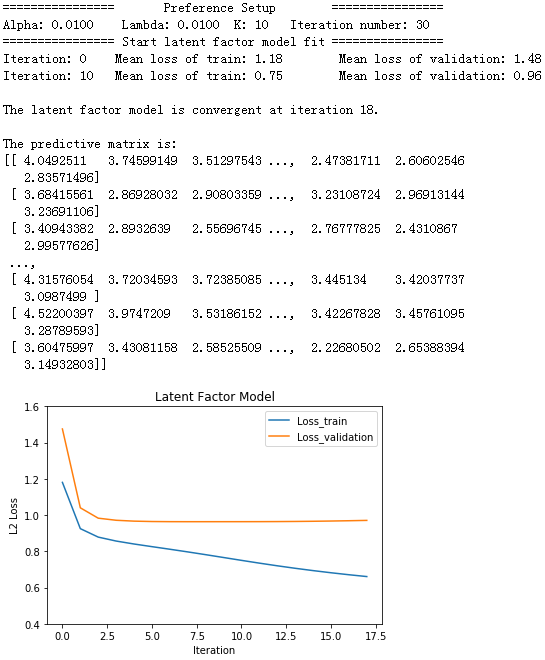 ================ Preference Setup ================
Alpha: 0.0100 Lambda: 0.0100 K: 10 Iteration number: 30
================ Start latent factor model fit ================
Iteration: 0 Mean loss of train: 1.18 Mean loss of validation: 1.48
Iteration: 10 Mean loss of train: 0.75 Mean loss of validation: 0.96
The latent factor model is convergent at iteration 18.
The predictive matrix is:
[[ 4.0492511 3.74599149 3.51297543 ..., 2.47381711 2.60602546
2.83571496]
[ 3.68415561 2.86928032 2.90803359 ..., 3.23108724 2.96913144
3.23691106]
[ 3.40943382 2.8932639 2.55696745 ..., 2.76777825 2.4310867
2.99577626]
...,
[ 4.31576054 3.72034593 3.72385085 ..., 3.445134 3.42037737
3.0987499 ]
[ 4.52200397 3.9747209 3.53186152 ..., 3.42267828 3.45761095
3.28789593]
[ 3.60475997 3.43081158 2.58525509 ..., 2.22680502 2.65388394
3.14932803]]
Latent Factor Model
1.6
1.4
1.2
1.0
0.8
0.6
0.4
L2 Loss
Loss_train
Loss_validation
0.0 2.5 5.0 7.5 10.0 12.5 15.0 17.5
Iteration